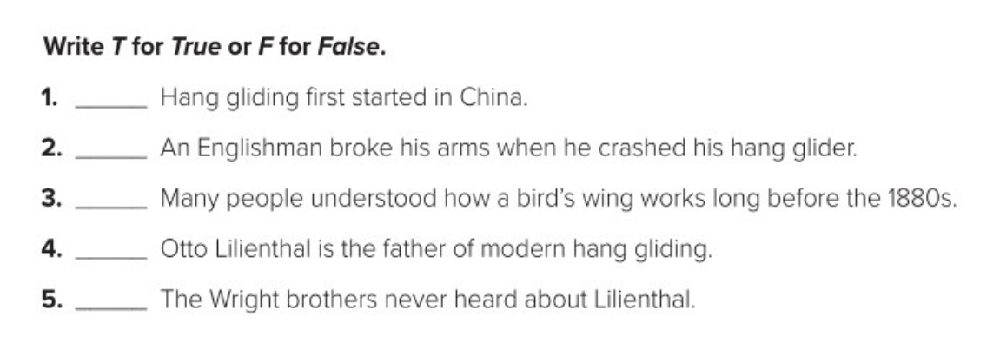 Write T for True or F for False.
1. ______ Hang gliding first started in China.
2. ______ An Englishman broke his arms when he crashed his hang glider.
3. ______ Many people understood how a bird’s wing works long before the 1880s.
4. ______ Otto Lilienthal is the father of modern hang gliding.
5. ______ The Wright brothers never heard about Lilienthal.